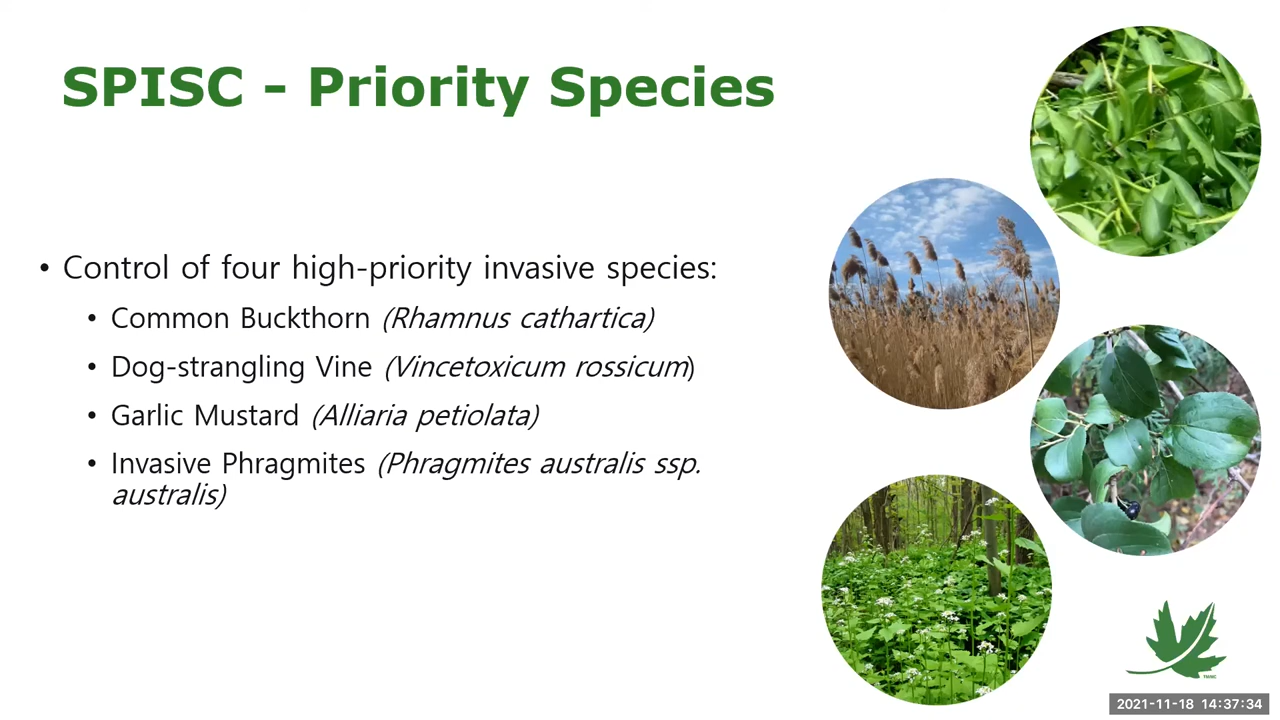 SPISC - Priority Species
• Control of four high-priority invasive species:
• Common Buckthorn (Rhamnus cathartica)
• Dog-strangling Vine (Vincetoxicum rossicum)
• Garlic Mustard (Alliaria petiolata)
• Invasive Phragmites (Phragmites australis ssp.
australis)
2021-11-18 14:37:34